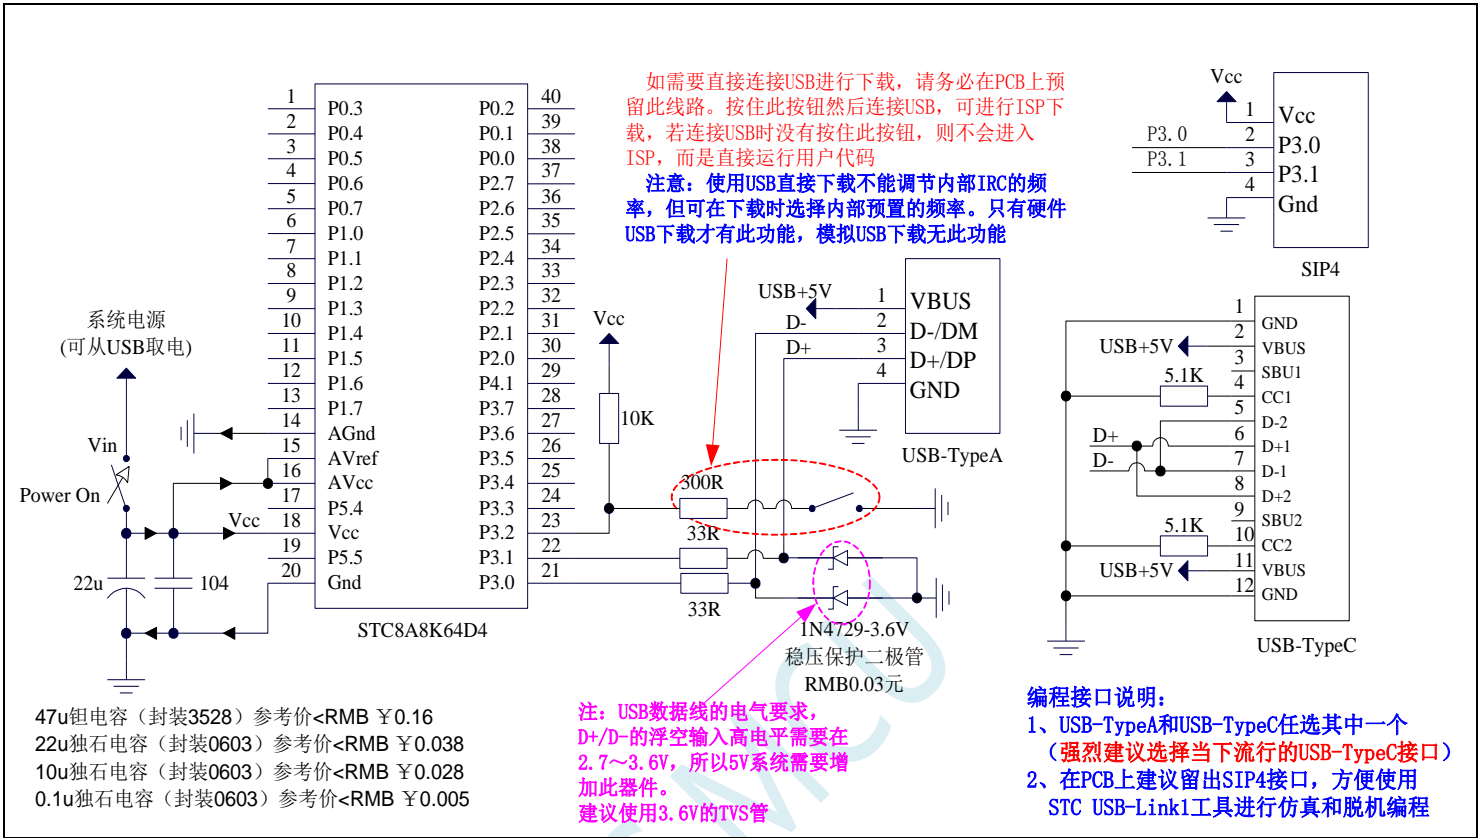 如需要直接连接USB进行下载，请务必在PCB上预
留此线路。按住此按钮然后连接USB，可进行ISP下
载，若连接USB时没有按住此按钮，则不会进入
ISP，而是直接运行用户代码
注意：使用USB直接下载不能调节内部IRC的频
率，但可在下载时选择内部预置的频率。只有硬件
USB下载才有此功能，模拟USB下载无此功能
1 P0.3 P0.2 40
2 P0.4 P0.1 39
3 P0.5 P0.0 38
4 P0.6 P2.7 37
5 P0.7 P2.6 36
6 P1.0 P2.5 35
7 P1.1 P2.4 34
8 P1.2 P2.3 33
9 P1.3 P2.2 32
10 P1.4 P2.1 31
11 P1.5 P2.0 30
12 P1.6 P4.1 29
13 P1.7 P3.7 28
14 AGnd P3.6 27
15 AVref P3.5 26
16 AVcc P3.4 25
17 P5.4 P3.3 24
18 Vcc P3.2 23
19 P5.5 P3.1 22
20 Gnd P3.0 21
STC8A8K64D4
系统电源
(可从USB取电)
Vin
Power On
Vcc
22u
104
Vcc
10K
300R
33R
33R
USB+5V
D-
D+
1 VBUS
2 D-/DM
3 D+/DP
4 GND
USB-TypeA
1N4729-3.6V
稳压保护二极管
RMB0.03元
Vcc
P3.0
P3.1
1 Vcc
2 P3.0
3 P3.1
4 Gnd
SIP4
USB+5V
5.1K
D+
D-
5.1K
USB+5V
1 GND
2 VBUS
3 SBU1
4 CC1
5 D-2
6 D+1
7 D-1
8 D+2
9 SBU2
10 CC2
11 VBUS
12 GND
USB-TypeC
47u钽电容（封装3528）参考价<RMB ￥0.16
22u独石电容（封装0603）参考价<RMB ￥0.038
10u独石电容（封装0603）参考价<RMB ￥0.028
0.1u独石电容（封装0603）参考价<RMB ￥0.005
注：USB数据线的电气要求，
D+/D-的浮空输入高电平需要在
2.7～3.6V，所以5V系统需要增
加此器件。
建议使用3.6V的TVS管
编程接口说明：
1、USB-TypeA和USB-TypeC任选其中一个
（强烈建议选择当下流行的USB-TypeC接口）
2、在PCB上建议留出SIP4接口，方便使用
STC USB-Link1工具进行仿真和脱机编程
MCU